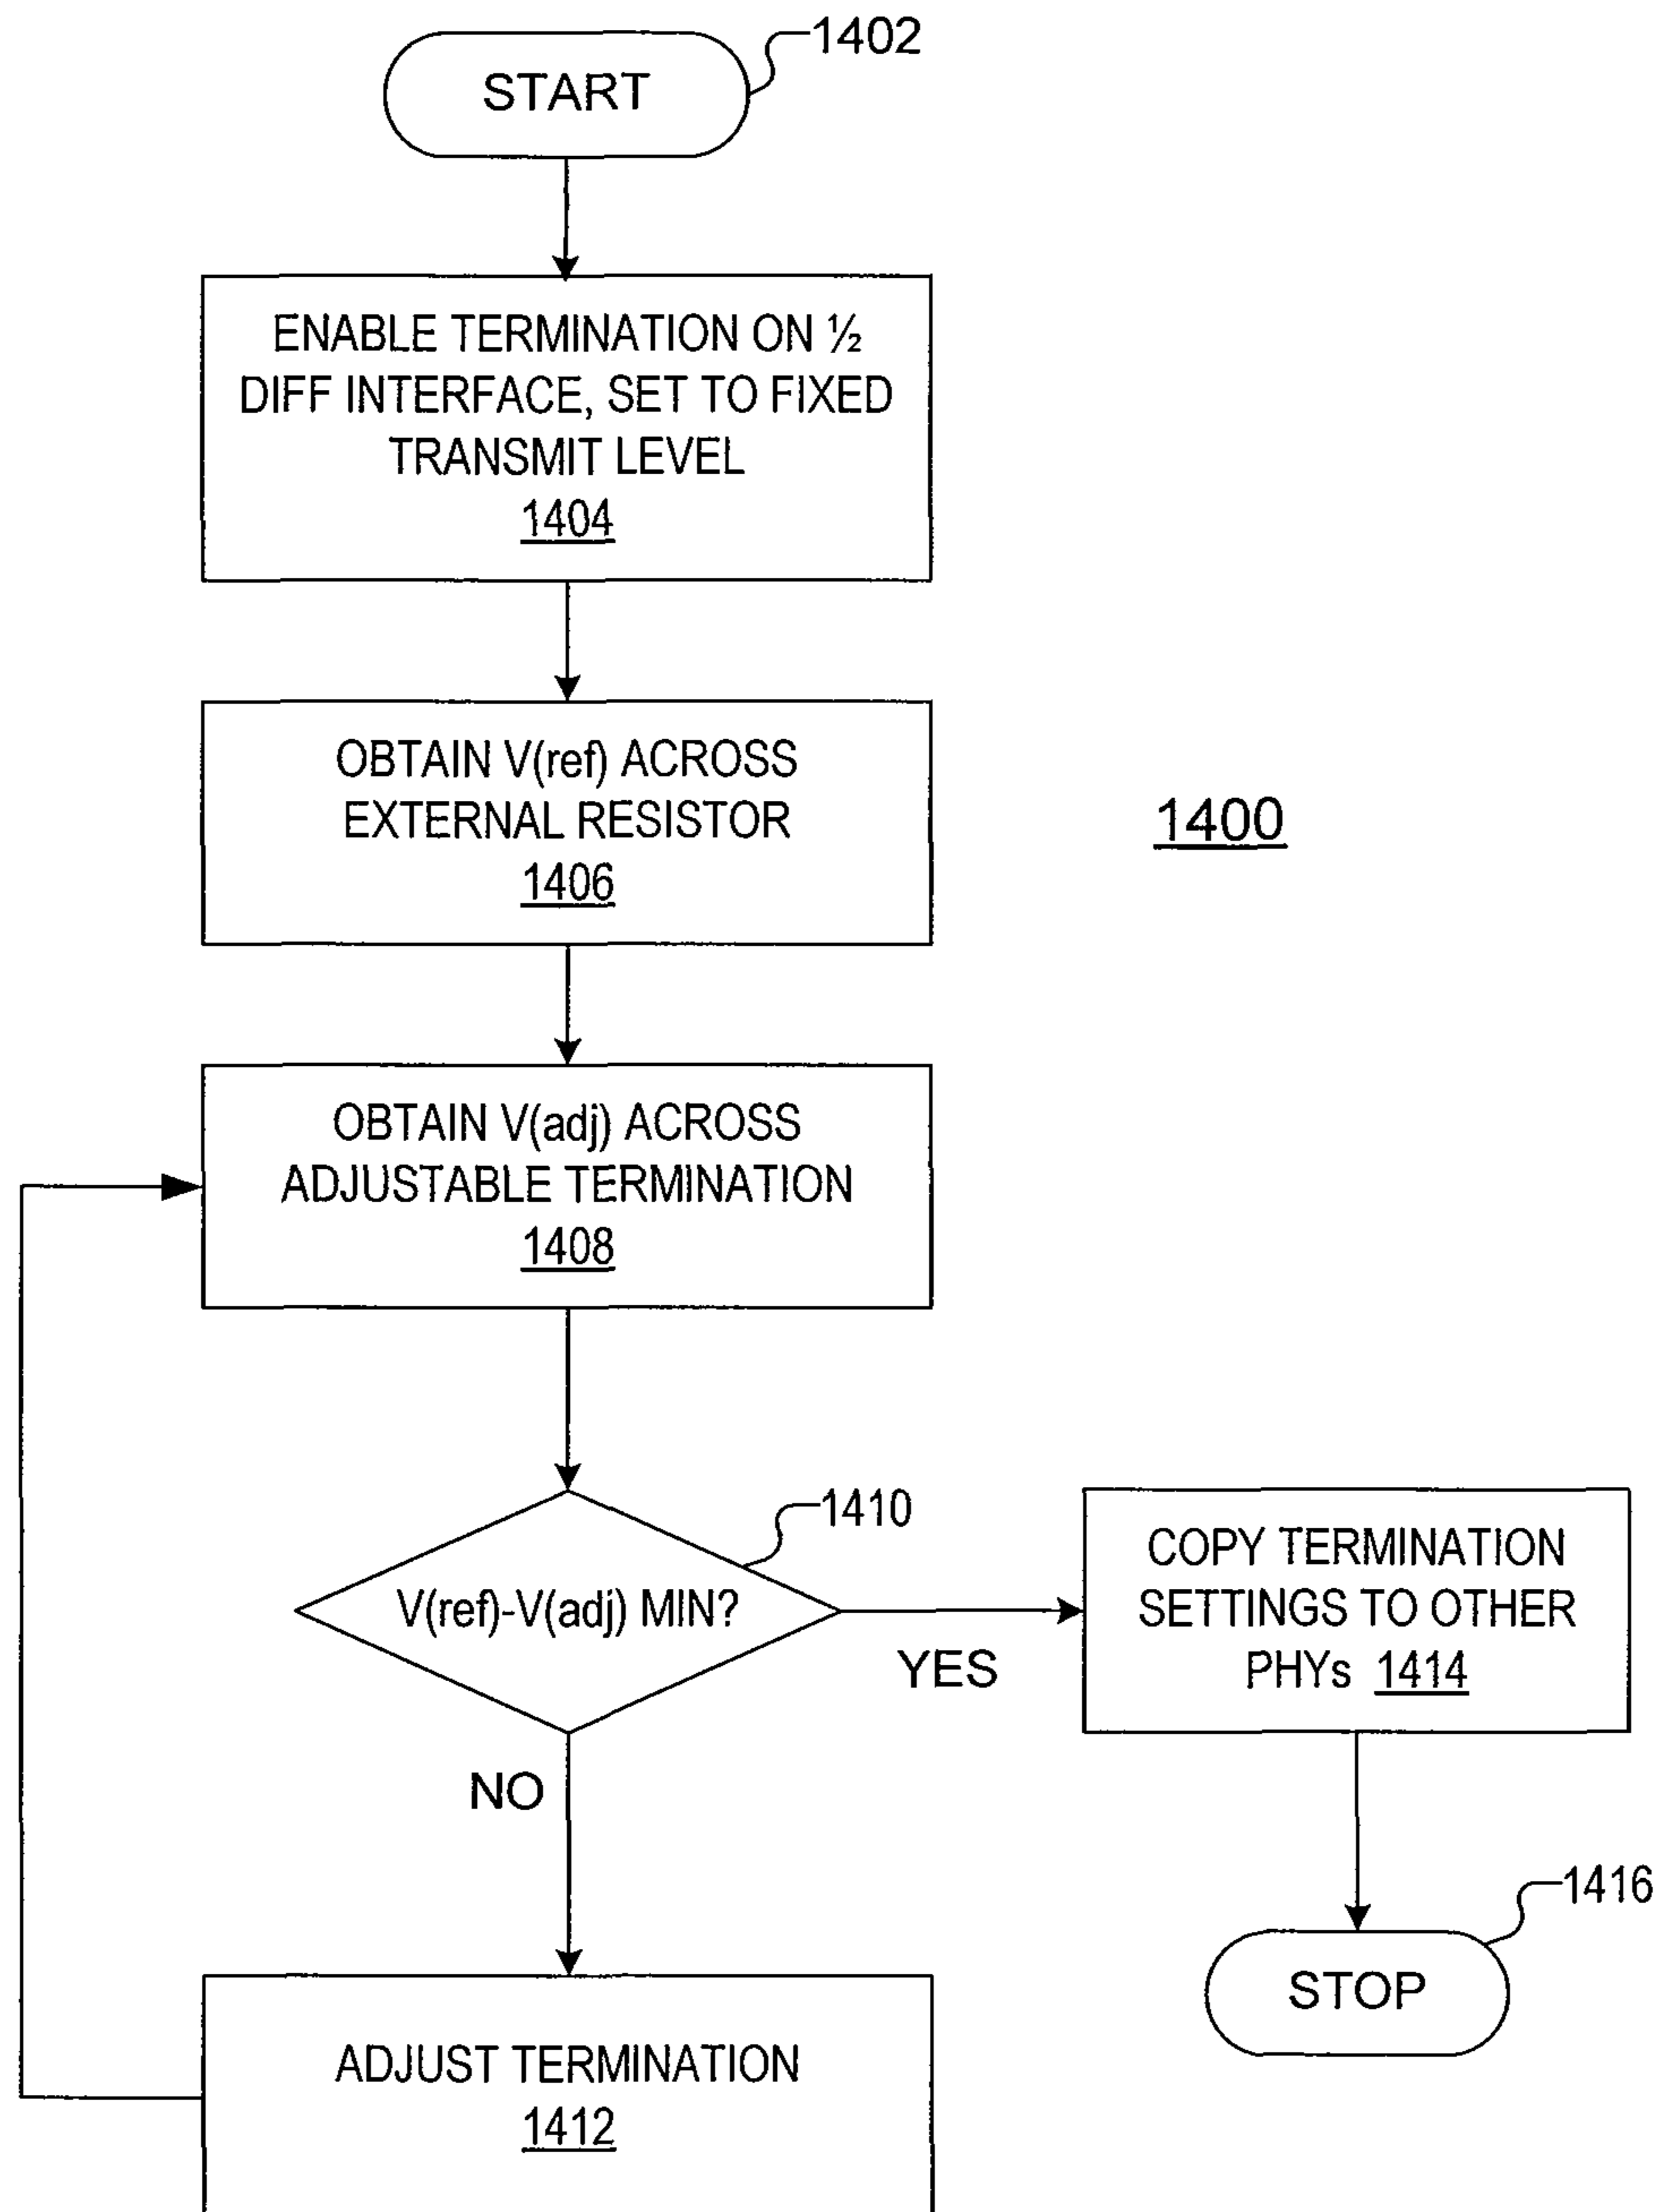 1402
START
ENABLE TERMINATION ON ½
DIFF INTERFACE, SET TO FIXED
TRANSMIT LEVEL
1404
OBTAIN V(ref) ACROSS
EXTERNAL RESISTOR
1406
1400
OBTAIN V(adj) ACROSS
ADJUSTABLE TERMINATION
1408
1410
V(ref)-V(adj) MIN?
YES
NO
COPY TERMINATION
SETTINGS TO OTHER
PHYs 1414
1416
STOP
ADJUST TERMINATION
1412